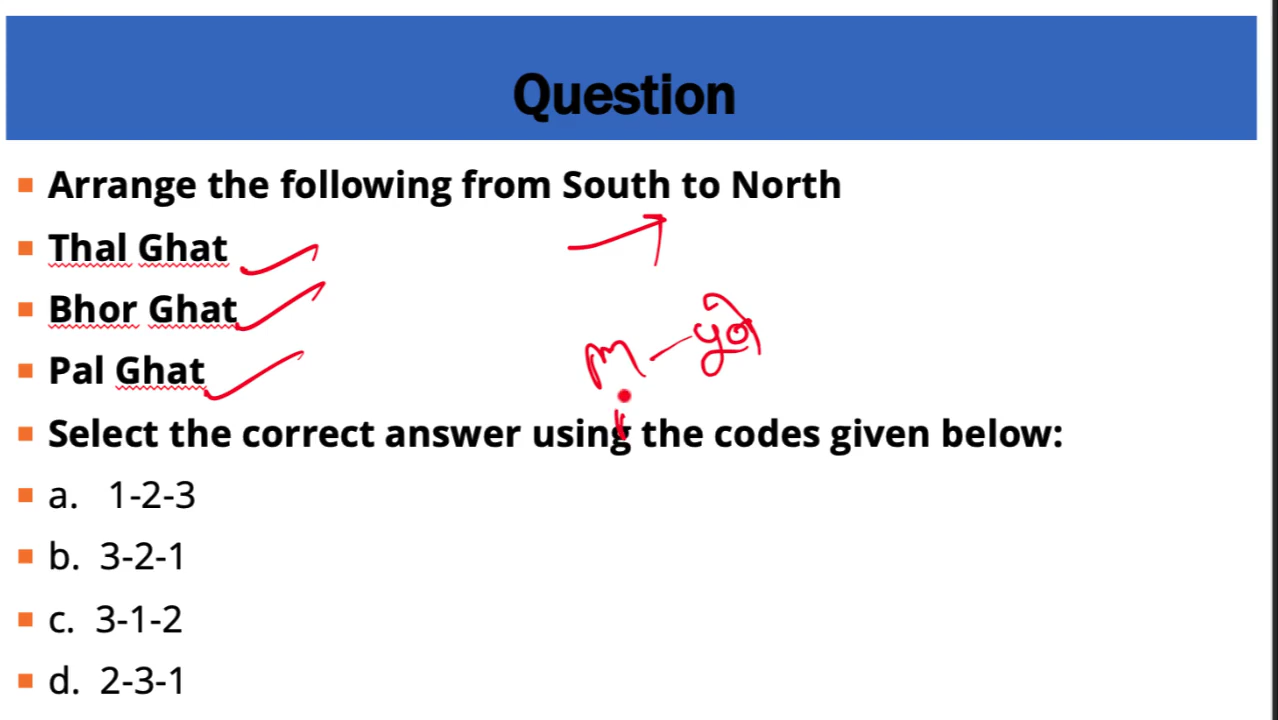 Question
Arrange the following from South to North
Thal Ghat
Bhor Ghat
Pal Ghat
Select the correct answer using the codes given below:
a. 1-2-3
b. 3-2-1
c. 3-1-2
d. 2-3-1